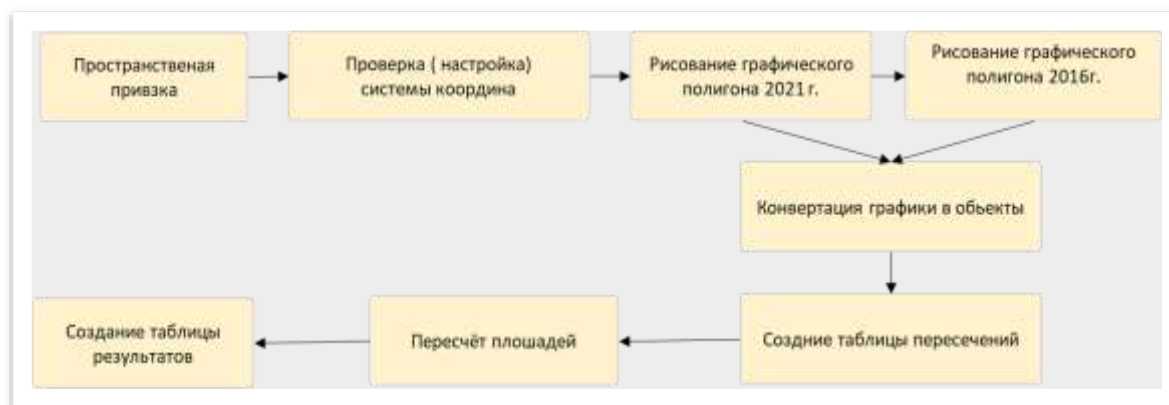 Пространственая
привзка
Проверка ( настройка)
системы координа
Рисование графического
полигона 2021 г.
Рисование графического
полигона 2016г.
Конвертация графики в обьекты
Создние таблицы пересечений
Пересчёт плошадей
Создание таблицы
результатов